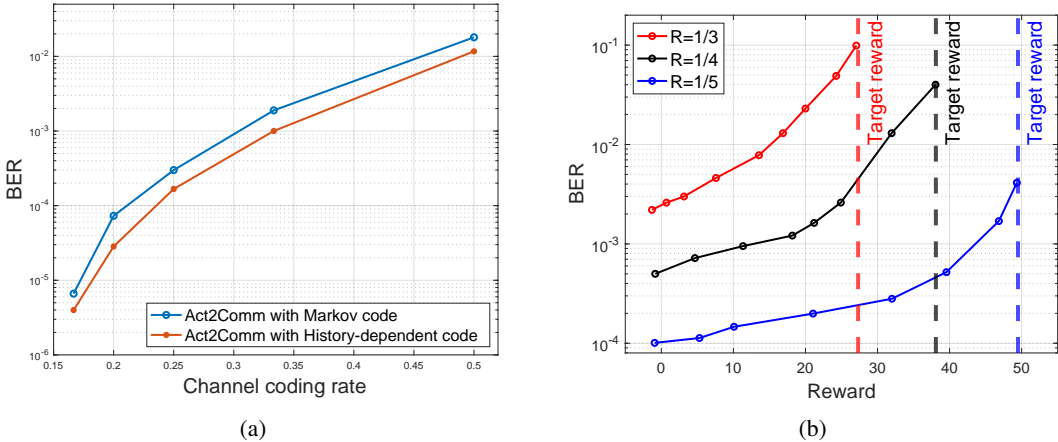 10^-2
10^-3
10^-4
10^-5
10^-6
BER
0.15 0.2 0.25 0.3 0.35 0.4 0.45 0.5
Channel coding rate
Act2Comm with Markov code
Act2Comm with History-dependent code
(a)
10^-1
10^-2
10^-3
10^-4
BER
0 10 20 30 40 50
Reward
R=1/3
R=1/4
R=1/5
Target reward
Target reward
Target reward
(b)